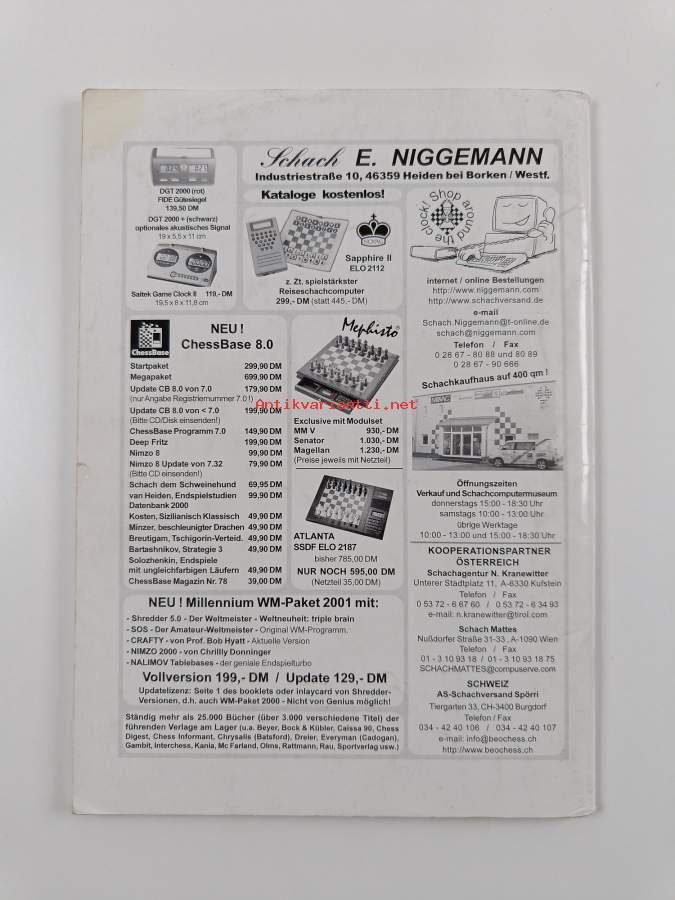 Schach E. NIGGEMANN
Industriestraße 10, 46359 Heiden bei Borken / Westf.
DGT 2000 (rot)
FIDE Gütesiegel
139,50 DM
DGT 2000 + (schwarz)
optionales akustisches Signal
19 x 5,5 x 11 cm
Saitek Game Clock II 119,- DM
19,5 x 8 x 11,8 cm
Kataloge kostenlos!
NOVAG
Sapphire II
ELO 2112
z. Zt. spielstärkster
Reiseschachcomputer
299,- DM (statt 445,- DM)
Shop around the clock!
internet / online Bestellungen
http://www.niggemann.com
http://www.schachversand.de
e-mail
Schach.Niggemann@t-online.de
schach@niggemann.com
Telefon / Fax
0 28 67 - 80 88 und 80 89
0 28 67 - 90 666
Schachkaufhaus auf 400 qm !
Öffnungszeiten
Verkauf und Schachcomputermuseum
donnerstags 15:00 - 18:30 Uhr
samstags 10:00 - 13:00 Uhr
übrige Werktage
10:00 - 13:00 und 15:00 - 18:30 Uhr
ChessBase
NEU !
ChessBase 8.0
Startpaket 299,90 DM
Megapaket 699,90 DM
Update CB 8.0 von 7.0 179,90 DM
(nur Angabe Registriernummer 7.0 !)
Update CB 8.0 von < 7.0 199,90 DM
(Bitte CD/Disk einsenden!)
ChessBase Programm 7.0 149,90 DM
Deep Fritz 199,90 DM
Nimzo 8 99,90 DM
Nimzo 8 Update von 7.32 79,90 DM
(Bitte CD einsenden!)
Schach dem Schweinehund 69,95 DM
van Heiden, Endspielstudien 99,90 DM
Datenbank 2000
Kosten, Sizilianisch Klassisch 49,90 DM
Minzer, beschleunigter Drachen 49,90 DM
Breutigam, Tschigorin-Verteid. 49,90 DM
Bartashnikov, Strategie 3 49,90 DM
Solozhenkin, Endspiele
mit ungleichfarbigen Läufern 49,90 DM
ChessBase Magazin Nr. 78 39,00 DM
Mephisto
Exclusive mit Modulset
MM V 930,- DM
Senator 1.030,- DM
Magellan 1.230,- DM
(Preise jeweils mit Netzteil)
ATLANTA
SSDF ELO 2187
bisher 785,00 DM
NUR NOCH 595,00 DM
(Netzteil 35,00 DM)
Antikvariaatti.net
NEU ! Millennium WM-Paket 2001 mit:
- Shredder 5.0 - Der Weltmeister - Weltneuheit: triple brain
- SOS - Der Amateur-Weltmeister - Original WM-Programm.
- CRAFTY - von Prof. Bob Hyatt - Aktuelle Version
- NIMZO 2000 - von Chrilly Donninger
- NALIMOV Tablebases - der geniale Endspielturbo
Vollversion 199,- DM / Update 129,- DM
Updatelizenz: Seite 1 des booklets oder inlaycard von Shredder-
Versionen, d.h. auch WM-Paket 2000 - Nicht von Genius möglich!
Ständig mehr als 25.000 Bücher (über 3.000 verschiedene Titel) der
führenden Verlage am Lager (u.a. Beyer, Bock & Kübler, Caissa 90, Chess
Digest, Chess Informant, Chrysalis (Batsford), Dreier, Everyman (Cadogan),
Gambit, Interchess, Kania, Mc Farland, Olms, Rattmann, Rau, Sportverlag usw.)
KOOPERATIONSPARTNER
ÖSTERREICH
Schachagentur N. Kranewitter
Unterer Stadtplatz 11, A-6330 Kufstein
Telefon / Fax
0 53 72 - 6 67 60 / 0 53 72 - 6 34 93
e-mail: n.kranewitter@tirol.com
Schach Mattes
Nußdorfer Straße 31-33 . A-1090 Wien
Telefon / Fax
01 - 3 10 93 18 / 01 - 3 10 93 18 75
SCHACHMATTES@compuserve.com
SCHWEIZ
AS-Schachversand Spörri
Tiergarten 33, CH-3400 Burgdorf
Telefon / Fax
034 - 42 40 106 / 034 - 42 40 107
e-mail: info@beochess.ch
http://www.beochess.ch